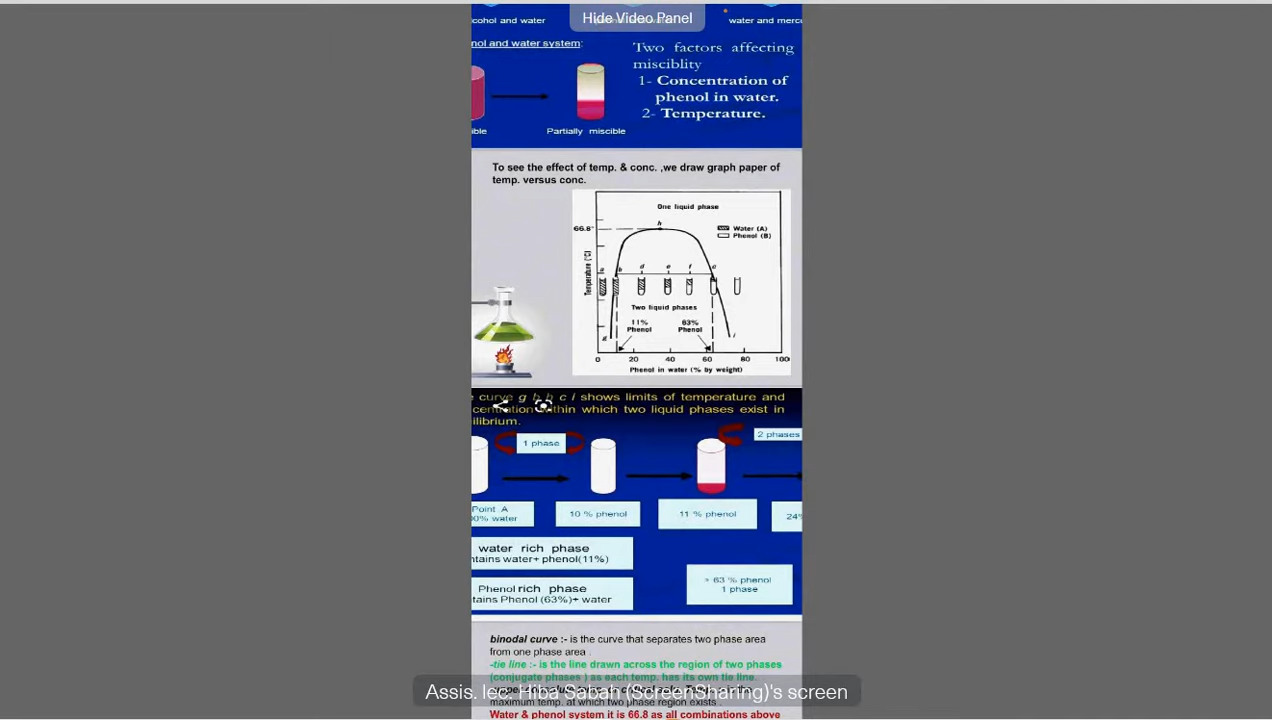 Hide Video Panel
cohol and water
water and mercu
nol and water system:
Two factors affecting
misciblity
1- Concentration of
phenol in water.
2- Temperature.
ible
Partially miscible
To see the effect of temp. & conc. ,we draw graph paper of
temp. versus conc.
One liquid phase
h
66.8°
Water (A)
Phenol (B)
Temperature (°C)
a b d e f c
Two liquid phases
11%
Phenol
63%
Phenol
g
i
0 20 40 60 80 100
Phenol in water (% by weight)
curve g b h c i shows limits of temperature and
centration within which two liquid phases exist in
ilibrium.
1 phase
2 phases
Point A
00% water
10 % phenol
11 % phenol
24%
water rich phase
ntains water+ phenol(11%)
Phenol rich phase
tains Phenol (63%)+ water
+ 63 % phenol
1 phase
binodal curve :- is the curve that separates two phase area
from one phase area .
-tie line :- is the line drawn across the region of two phases
(conjugate phases ) as each temp. has its own tie line.
Assis. lec. Hiba Sabah (ScreenSharing)'s screen
maximum temp. at which two phase region exists .
Water & phenol system it is 66.8 as all combinations above